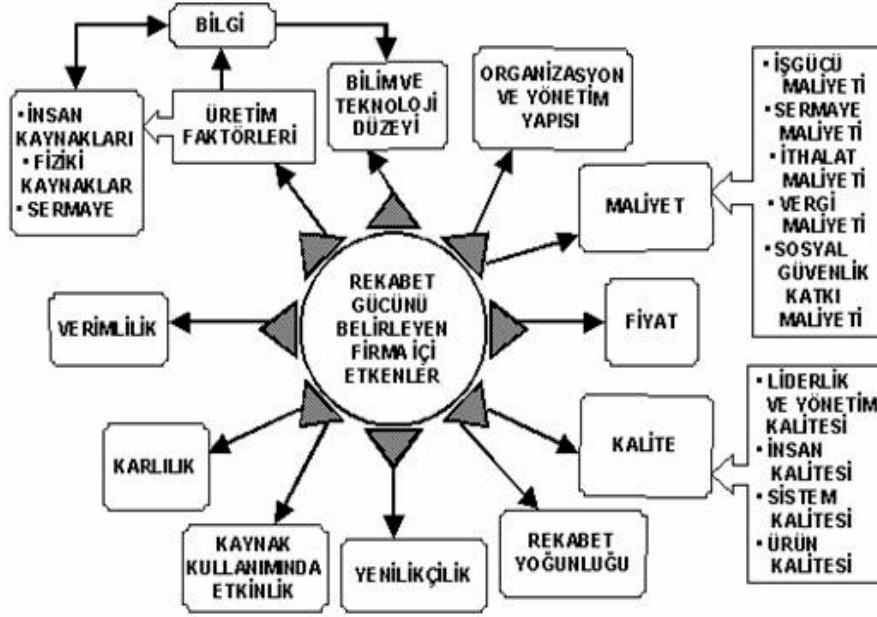 BİLGİ
▪ İNSAN
KAYNAKLARI
▪ FİZİKİ
KAYNAKLAR
▪ SERMAYE
ÜRETİM
FAKTÖRLERİ
BİLİM VE
TEKNOLOJİ
DÜZEYİ
ORGANİZASYON
VE YÖNETİM
YAPISI
MALİYET
▪ İŞGÜCÜ
MALİYETİ
▪ SERMAYE
MALİYETİ
▪ İTHALAT
MALİYETİ
▪ VERGİ
MALİYETİ
▪ SOSYAL
GÜVENLİK
KATKI
MALİYETİ
REKABET
GÜCÜNÜ
BELİRLEYEN
FİRMA İÇİ
ETKENLER
VERİMLİLİK
FİYAT
KARLILIK
KALİTE
▪ LİDERLİK
VE YÖNETİM
KALİTESİ
▪ İNSAN
KALİTESİ
▪ SİSTEM
KALİTESİ
▪ ÜRÜN
KALİTESİ
KAYNAK
KULLANIMINDA
ETKİNLİK
YENİLİKÇİLİK
REKABET
YOĞUNLUĞU